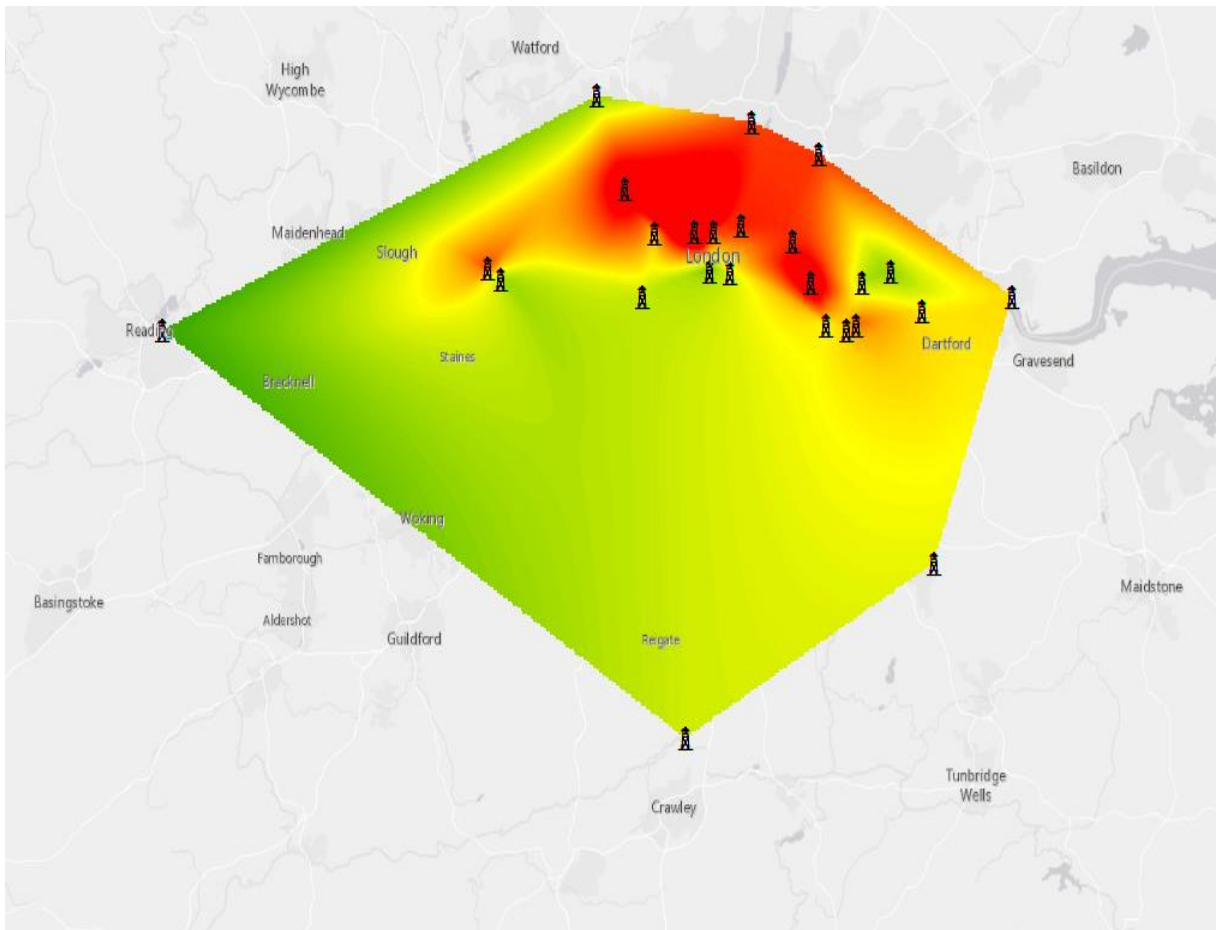 Watford
High
Wycombe
Basildon
Maidenhead
Slough
London
Reading
Staines
Dartford
Gravesend
Bracknell
Woking
Farnborough
Maidstone
Basingstoke
Aldershot
Guildford
Reigate
Tunbridge
Wells
Crawley